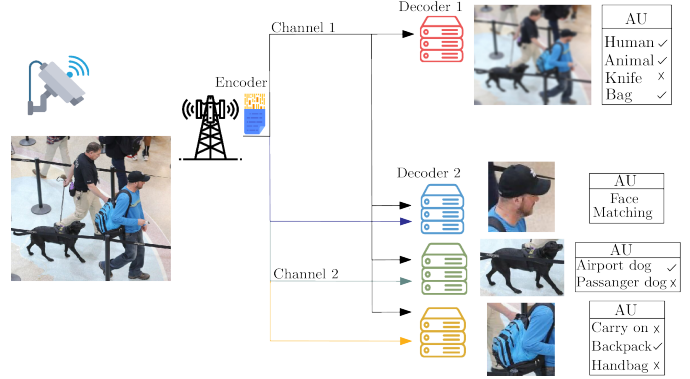 Decoder 1
Channel 1
AU
Human ✓
Animal ✓
Knife ✗
Bag ✓
Encoder
Decoder 2
AU
Face
Matching
Channel 2
AU
Airport dog ✓
Passanger dog ✗
AU
Carry on ✗
Backpack ✓
Handbag ✗